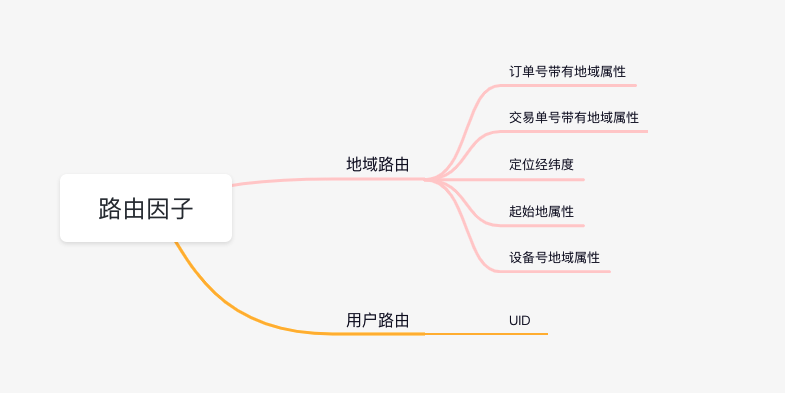 路由因子
地域路由
订单号带有地域属性
交易单号带有地域属性
定位经纬度
起始地属性
设备号地域属性
用户路由
UID